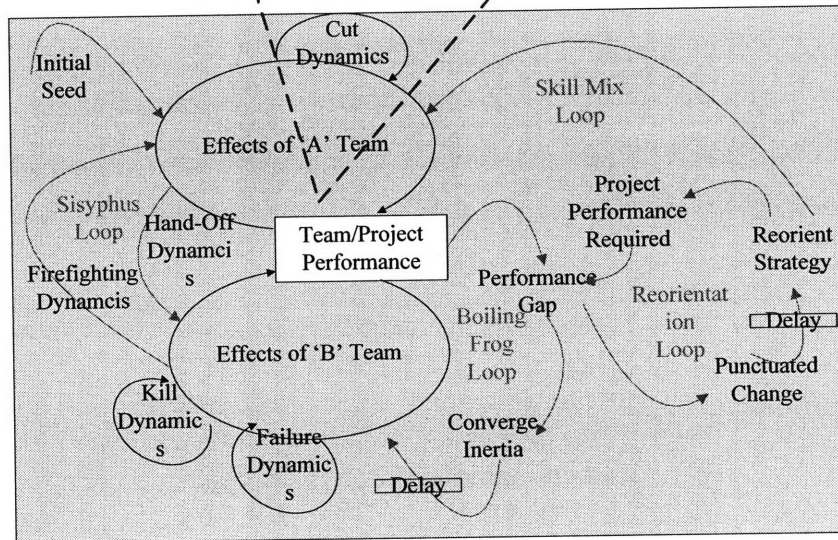 Cut
Dynamics
Initial
Seed
Skill Mix
Loop
Effects of 'A' Team
Project
Performance
Required
Sisyphus
Loop
Hand-Off
Dynamci
s
Team/Project
Performance
Reorient
Strategy
Firefighting
Dynamcis
Performance
Gap
Reorientat
ion
Loop
Boiling
Frog
Loop
Delay
Effects of 'B' Team
Punctuated
Change
Kill
Dynamic
s
Failure
Dynamic
s
Converge
Inertia
Delay